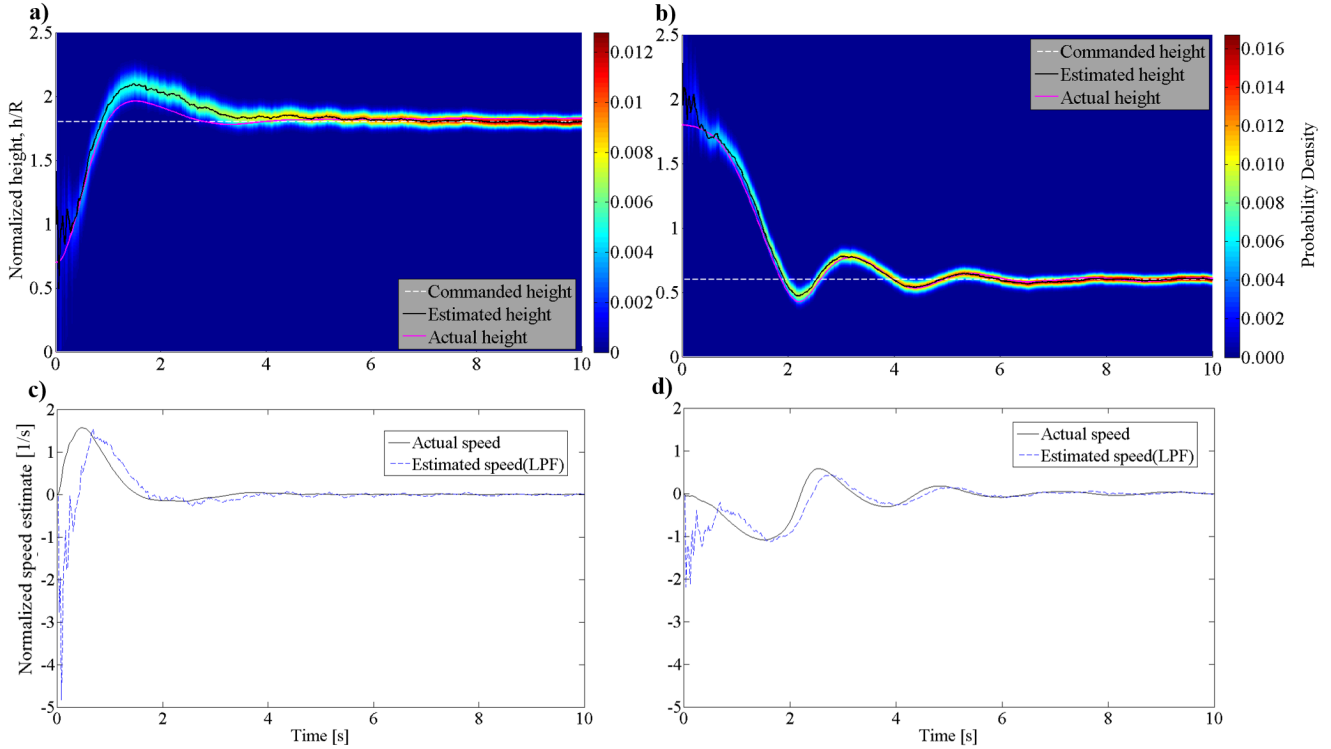 a)
b)
2.5
2
1.5
1
0.5
0
Normalized height, h/R
0 2 4 6 8 10
Commanded height
Estimated height
Actual height
0.012
0.010
0.008
0.006
0.004
0.002
0
2.5
2
1.5
1
0.5
0
0 2 4 6 8 10
Commanded height
Estimated height
Actual height
0.016
0.014
0.012
0.010
0.008
0.006
0.004
0.002
0.000
Probability Density
c)
d)
2
1
0
-1
-2
-3
-4
-5
Normalized speed estimate [1/s]
Actual speed
Estimated speed(LPF)
0 2 4 6 8 10
Time [s]
2
1
0
-1
-2
-3
-4
-5
Actual speed
Estimated speed(LPF)
0 2 4 6 8 10
Time [s]